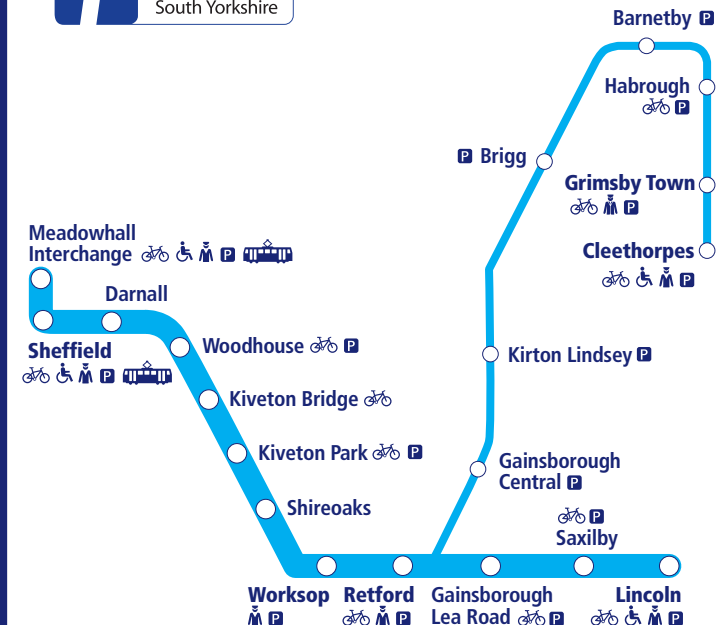 South Yorkshire
Barnetby P
Habrough
P
P Brigg
Grimsby Town
P
Meadowhall
Interchange P
Cleethorpes
P
Darnall
Sheffield
P
Woodhouse P
Kirton Lindsey P
Kiveton Bridge
Kiveton Park P
Gainsborough
Central P
Shireoaks
P
Saxilby
Worksop
P
Retford
P
Gainsborough
Lea Road P
Lincoln
P